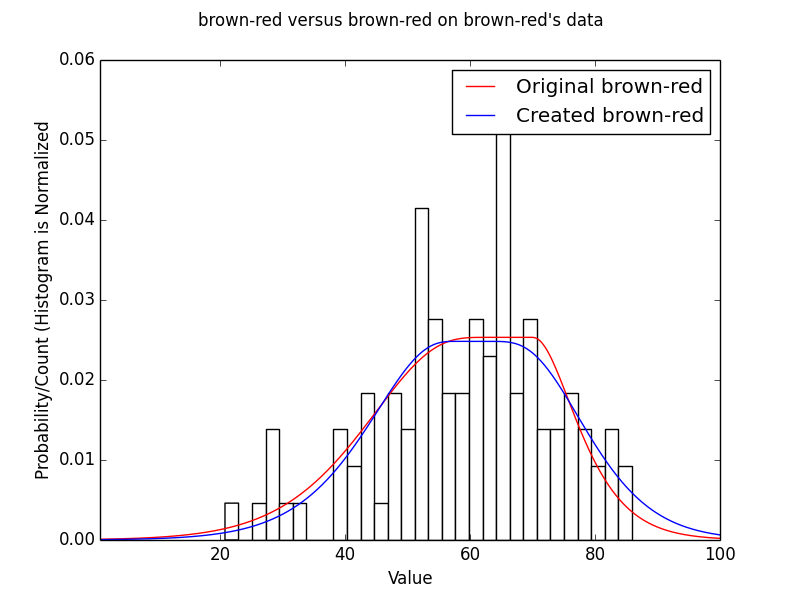 brown-red versus brown-red on brown-red's data
0.06
0.05
0.04
0.03
0.02
0.01
0.00
Probability/Count (Histogram is Normalized
Original brown-red
Created brown-red
20
40
60
80
100
Value